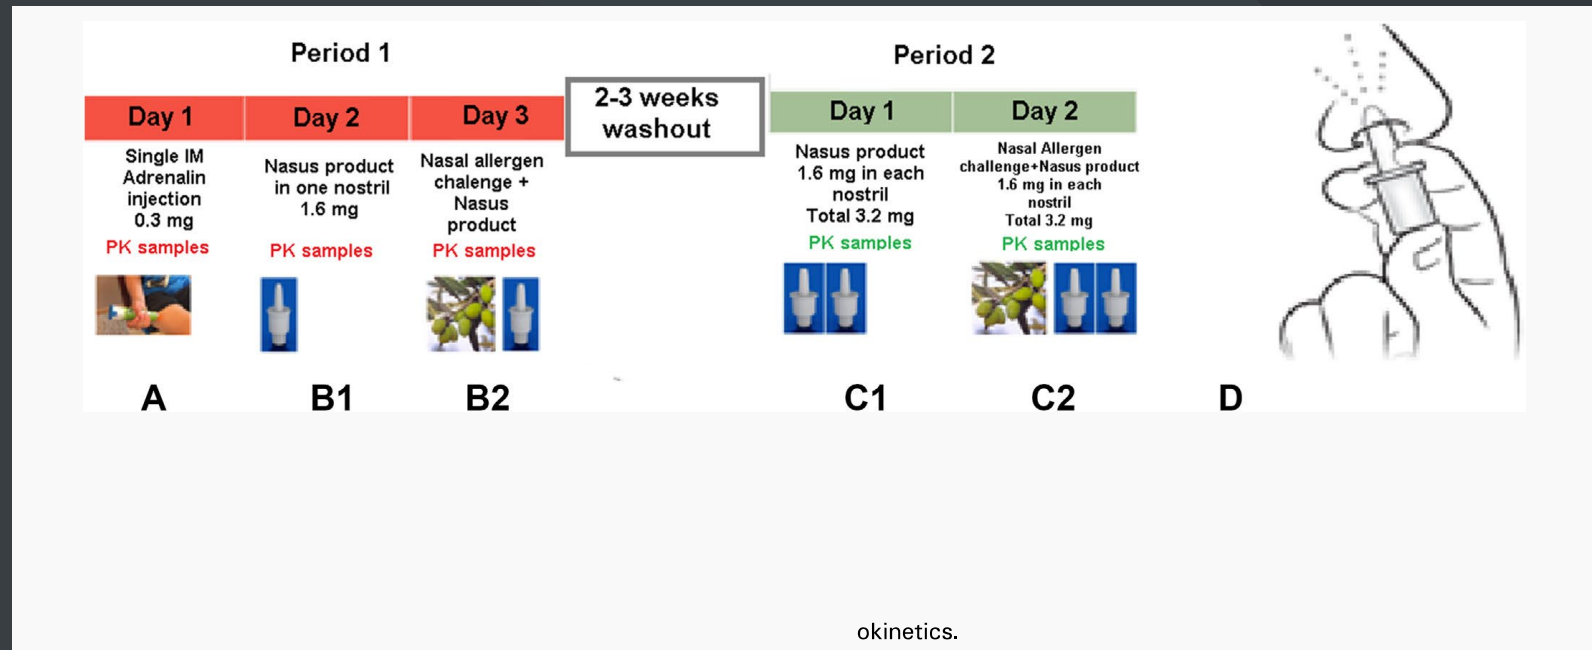 Period 1
Period 2
Day 1
Day 2
Day 3
2-3 weeks
washout
Day 1
Day 2
Single IM
Adrenalin
injection
0.3 mg
PK samples
Nasus product
in one nostril
1.6 mg
PK samples
Nasal allergen
chalenge +
Nasus
product
PK samples
Nasus product
1.6 mg in each
nostril
Total 3.2 mg
PK samples
Nasal Allergen
challenge+Nasus product
1.6 mg in each
nostril
Total 3.2 mg
PK samples
A
B1
B2
C1
C2
D
okinetics.